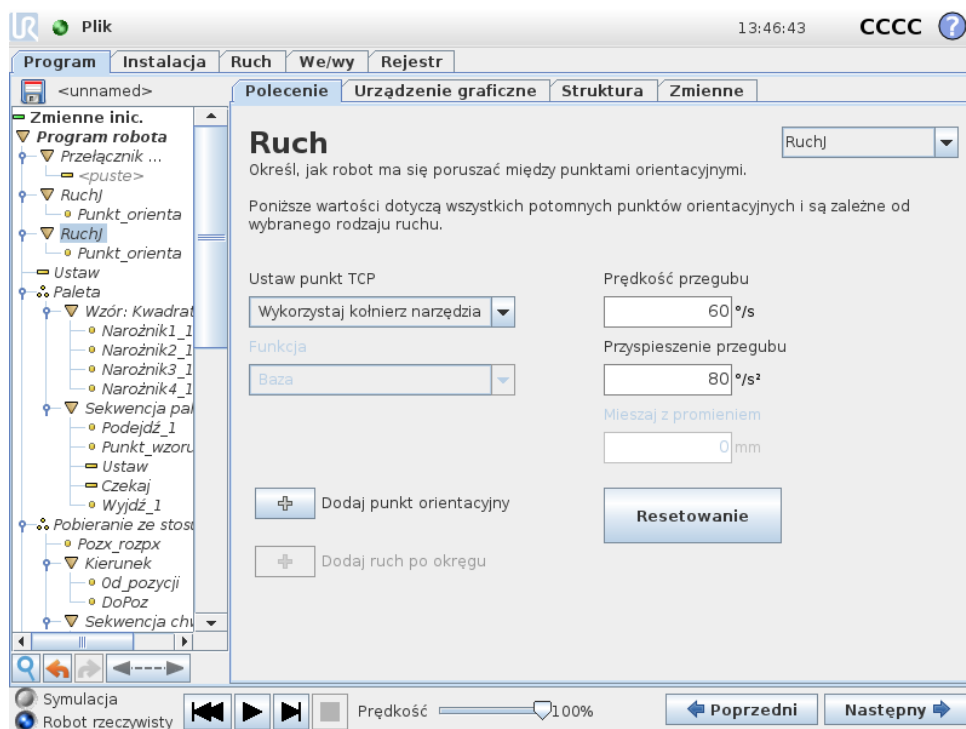 UR Plik 13:46:43 CCCC ?
Program Instalacja Ruch We/wy Rejestr
<unnamed>
Polecenie Urządzenie graficzne Struktura Zmienne
Zmienne inic.
Program robota
Przełącznik ...
<puste>
RuchJ
Punkt_orienta
RuchJ
Punkt_orienta
Ustaw
Paleta
Wzór: Kwadrat
Narożnik1_1
Narożnik2_1
Narożnik3_1
Narożnik4_1
Sekwencja pal
Podejdź_1
Punkt_wzoru
Ustaw
Czekaj
Wyjdź_1
Pobieranie ze stosu
Pozx_rozpx
Kierunek
Od_pozycji
DoPoz
Sekwencja chw
Ruch
RuchJ
Określ, jak robot ma się poruszać między punktami orientacyjnymi.
Poniższe wartości dotyczą wszystkich potomnych punktów orientacyjnych i są zależne od
wybranego rodzaju ruchu.
Ustaw punkt TCP
Wykorzystaj kołnierz narzędzia
Funkcja
Baza
Prędkość przegubu
60 °/s
Przyspieszenie przegubu
80 °/s²
Mieszaj z promieniem
0 mm
Dodaj punkt orientacyjny
Dodaj ruch po okręgu
Resetowanie
Symulacja
Robot rzeczywisty
Prędkość 100%
Poprzedni
Następny